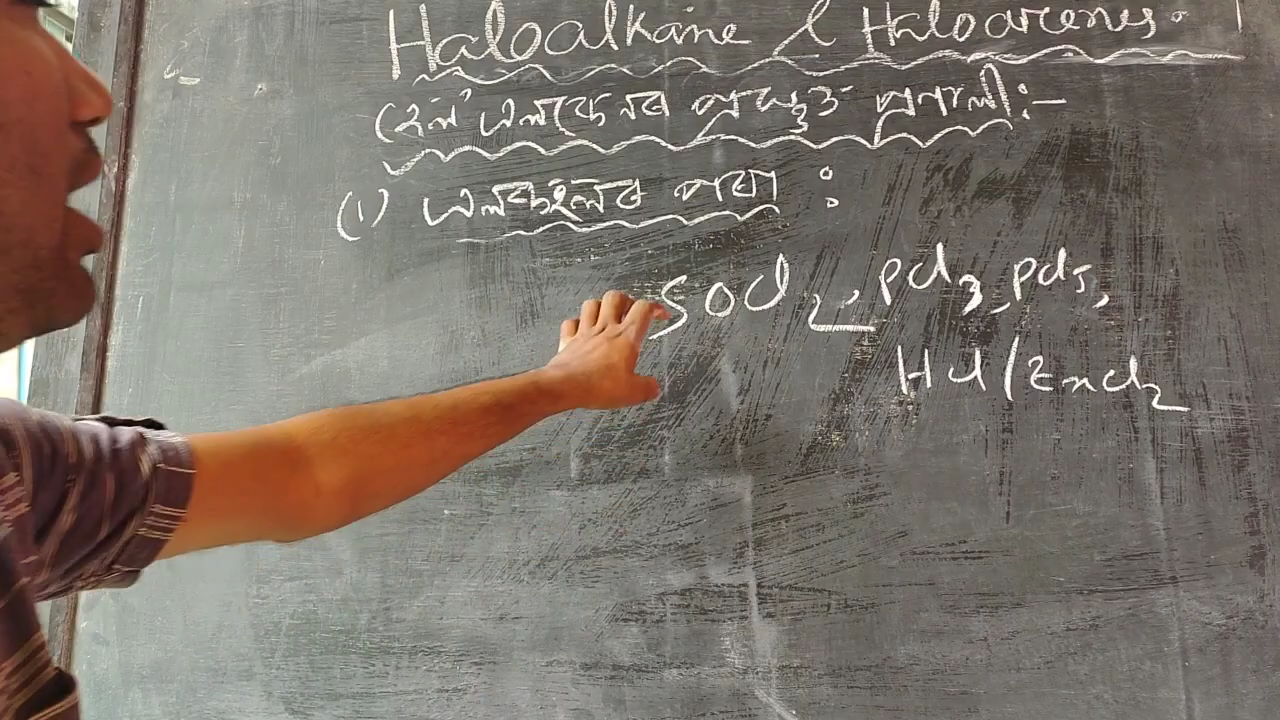 Haloalkane & Haloarenes.
হেল' এলকেনৰ প্ৰস্তুত প্ৰণালী :-
(1) এলকহলৰ পৰা :
SOCl2, PCl3, PCl5,
HCl/ZnCl2